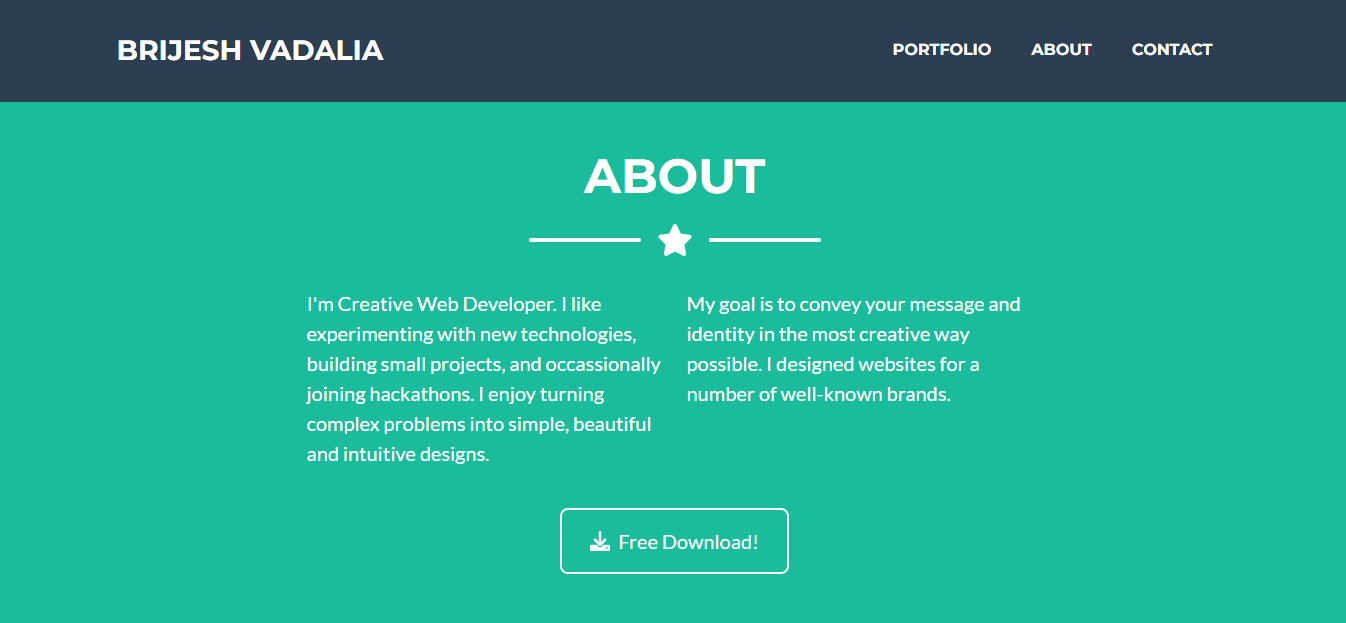 BRIJESH VADALIA
PORTFOLIO ABOUT CONTACT
ABOUT
I'm Creative Web Developer. I like
experimenting with new technologies,
building small projects, and occassionally
joining hackathons. I enjoy turning
complex problems into simple, beautiful
and intuitive designs.
My goal is to convey your message and
identity in the most creative way
possible. I designed websites for a
number of well-known brands.
Free Download!